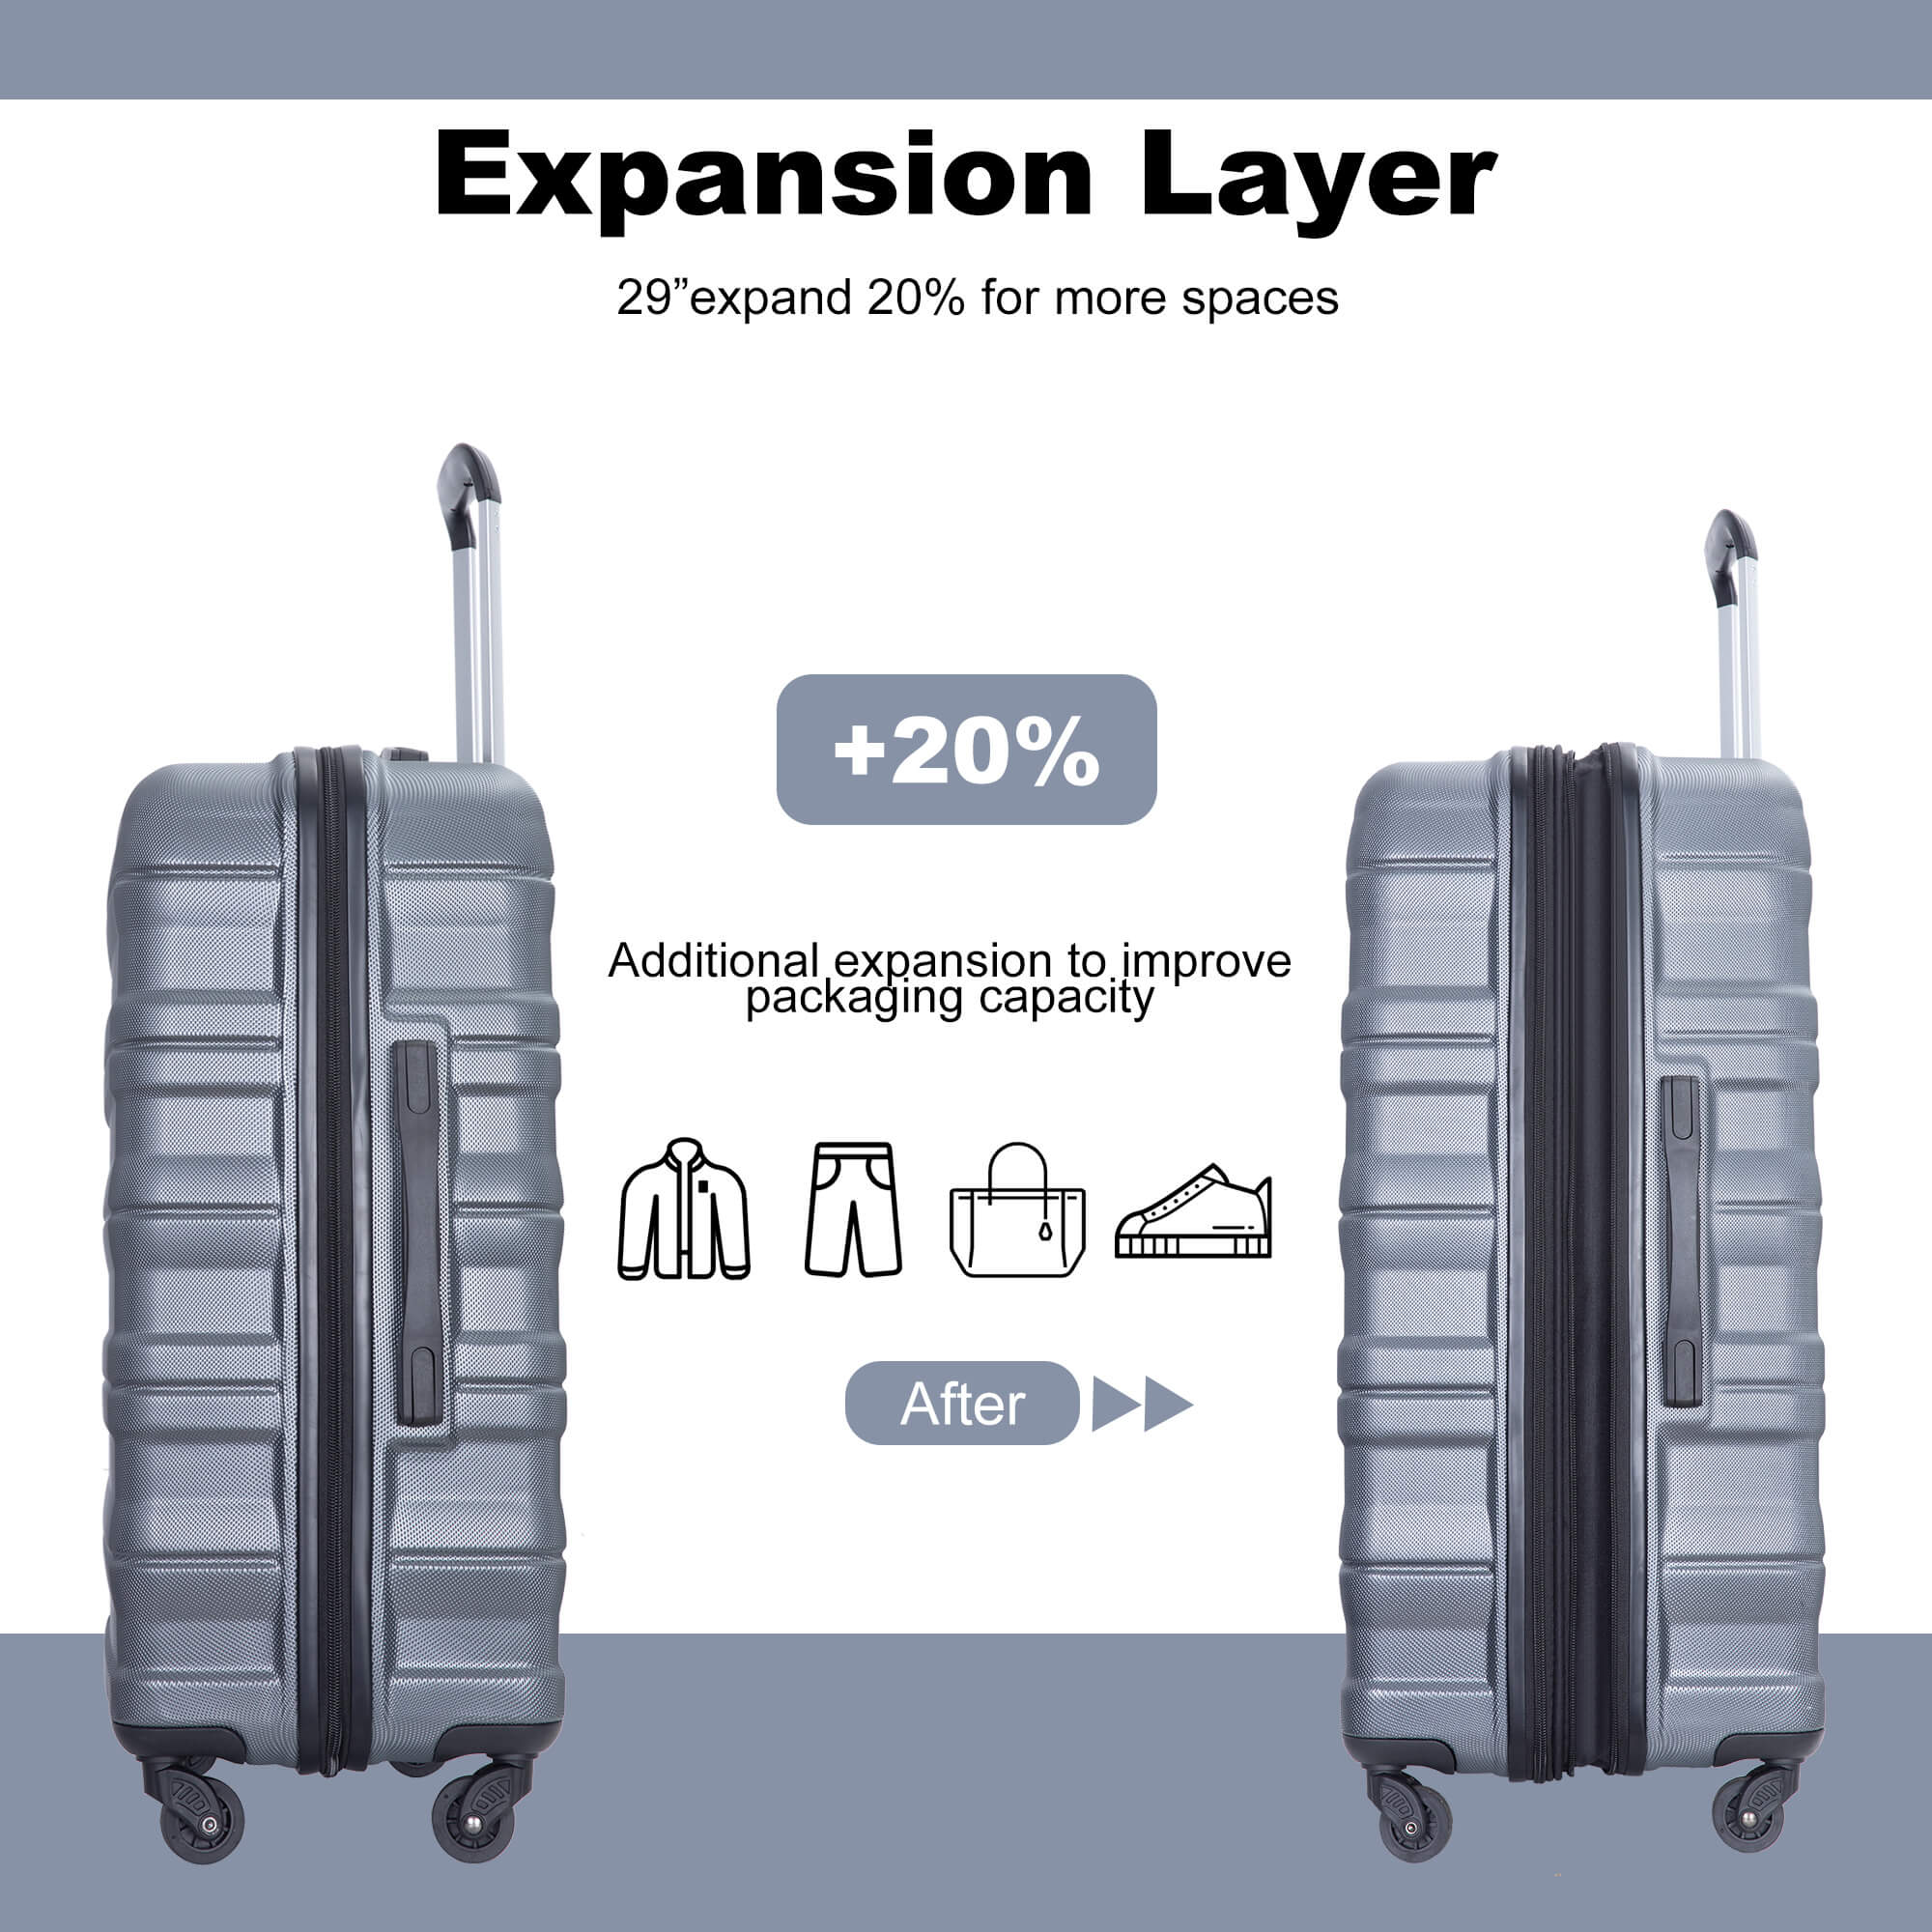 Expansion Layer
29”expand 20% for more spaces
+20%
Additional expansion to improve
packaging capacity
After